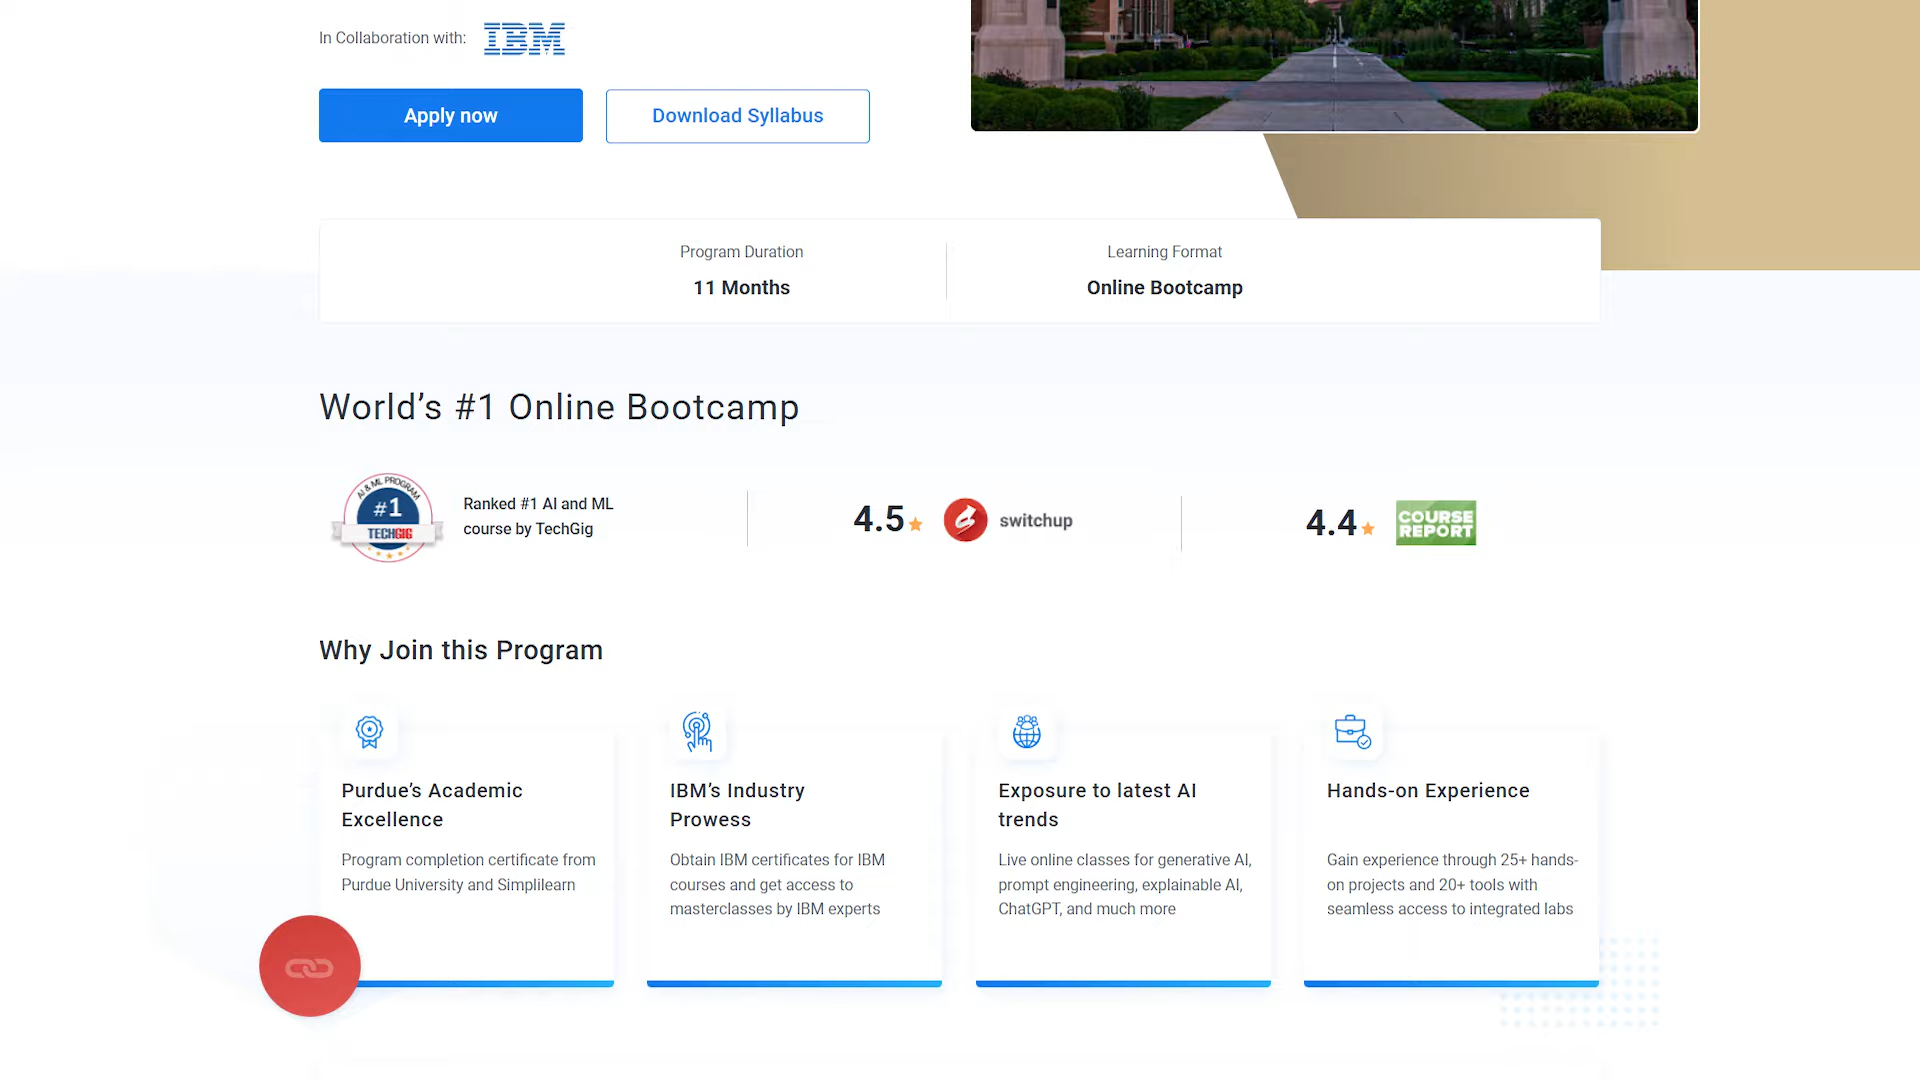 In Collaboration with:
IBM
Apply now
Download Syllabus
Program Duration
Learning Format
11 Months
Online Bootcamp
World’s #1 Online Bootcamp
AI & ML PROGRAM
#1
TECHGIG
Ranked #1 AI and ML
course by TechGig
4.5
switchup
4.4
COURSE
REPORT
Why Join this Program
Purdue’s Academic
Excellence
Program completion certificate from
Purdue University and Simplilearn
IBM’s Industry
Prowess
Obtain IBM certificates for IBM
courses and get access to
masterclasses by IBM experts
Exposure to latest AI
trends
Live online classes for generative AI,
prompt engineering, explainable AI,
ChatGPT, and much more
Hands-on Experience
Gain experience through 25+ hands-
on projects and 20+ tools with
seamless access to integrated labs